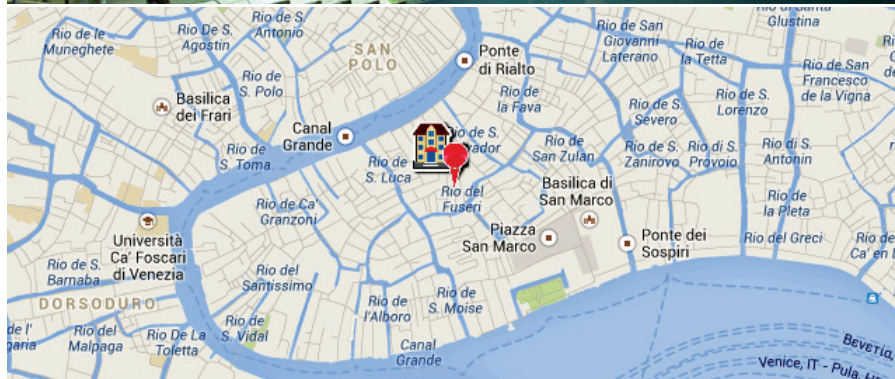 Rio de le
Muneghete
Rio De S.
Agostin
Rio de S.
Antonio
SAN
POLO
Ponte
di Rialto
Rio de San
Giovanni
Laterano
Rio de
la Tetta
Giustina
Rio de San
Francesco
de la Vigna
Rio de
S. Polo
Basilica
dei Frari
Rio de
la Fava
Rio de S.
Severo
Rio de S.
Lorenzo
Canal
Grande
Rio de S.
Rio de
S. Toma
Rio de
S. Luca
Rio de
San Zulan
Rio de S.
Zanirovo
Rio di S.
Provolo
Rio di S.
Antonin
Rio del
Fuseri
Basilica di
San Marco
Rio de
la Pleta
Rio de Ca'
Granzoni
Università
Ca' Foscari
di Venezia
Piazza
San Marco
Ponte dei
Sospiri
Rio del Greci
Rio de
Rio de S.
Barnaba
DORSODURO
Rio del
Santissimo
Rio de
l'Alboro
Rio de
S. Moise
Rio del
Malpaga
Rio De La
Toletta
Rio de
S. Vidal
Canal
Grande
Βενετία,
Venice, IT - Pula,